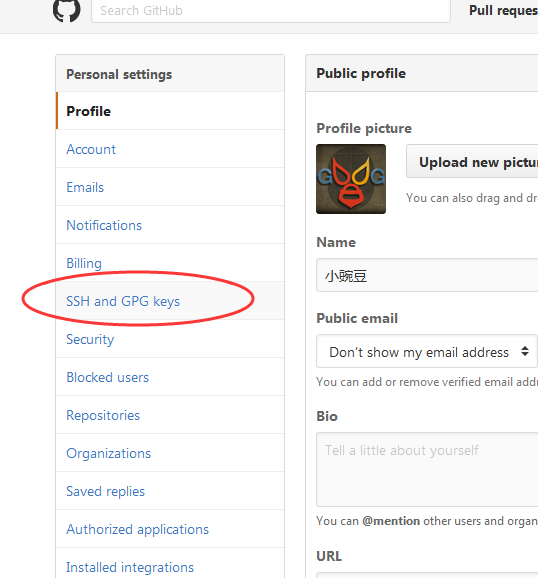 Search GitHub
Pull reques
Personal settings
Profile
Account
Emails
Notifications
Billing
SSH and GPG keys
Security
Blocked users
Repositories
Organizations
Saved replies
Authorized applications
Installed integrations
Public profile
Profile picture
G G
Upload new pictu
You can also drag and dr
Name
小豌豆
Public email
Don't show my email address
You can add or remove verified email addr
Bio
Tell a little about yourself
You can @mention other users and organ
URL